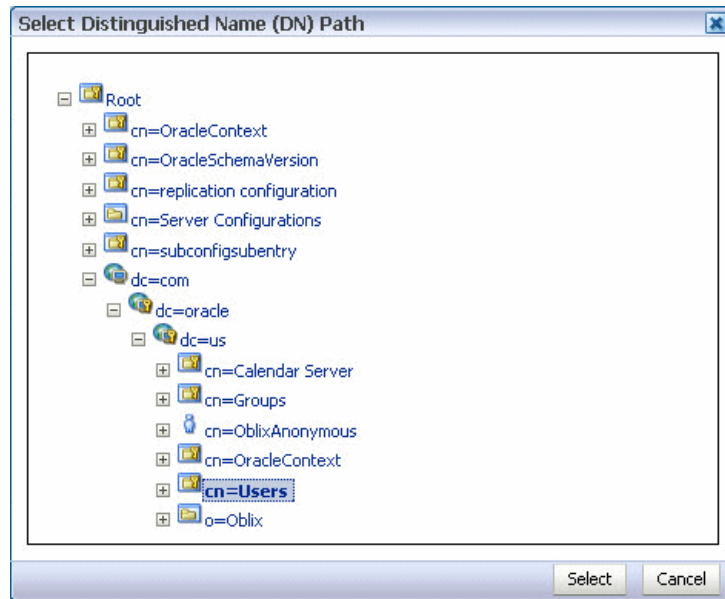 Select Distinguished Name (DN) Path
Root
cn=OracleContext
cn=OracleSchemaVersion
cn=replication configuration
cn=Server Configurations
cn=subconfigsubentry
dc=com
dc=oracle
dc=us
cn=Calendar Server
cn=Groups
cn=OblixAnonymous
cn=OracleContext
cn=Users
o=Oblix
Select Cancel